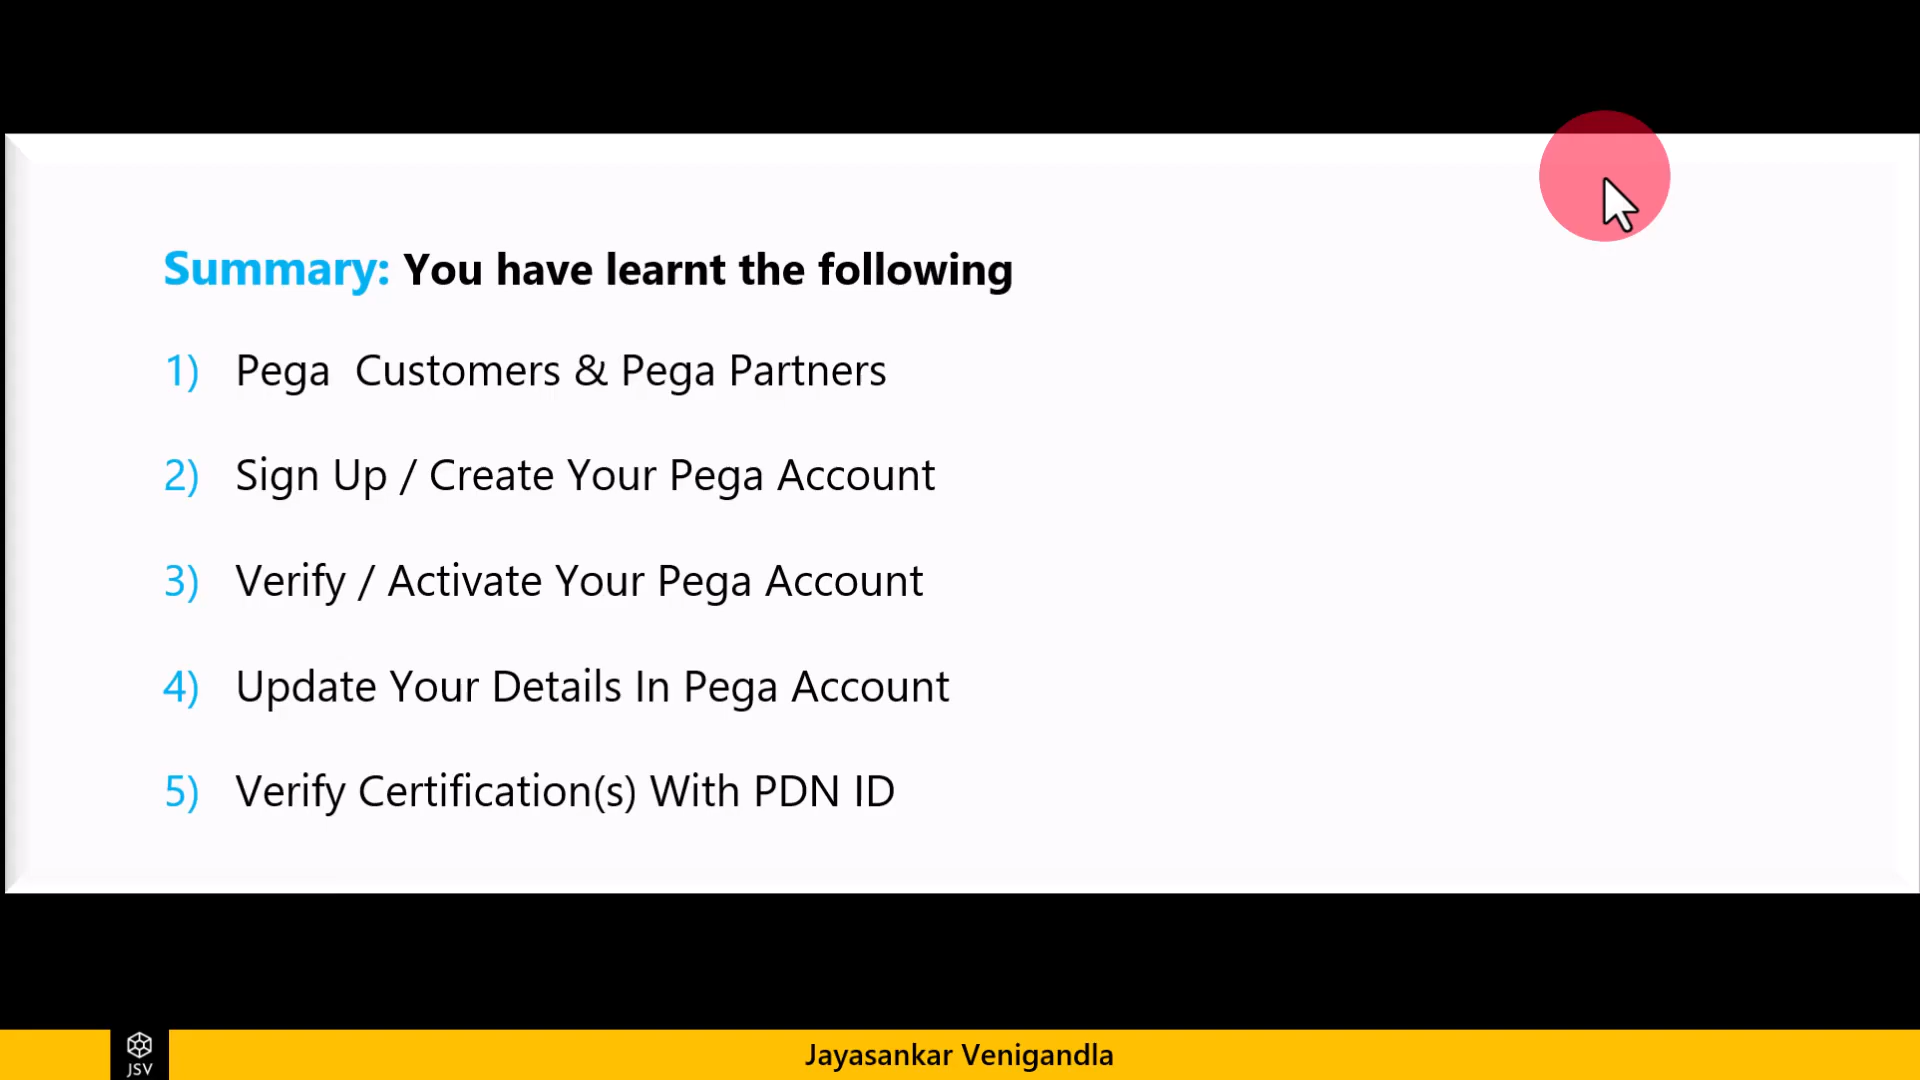 Summary: You have learnt the following
1) Pega  Customers & Pega Partners
2) Sign Up / Create Your Pega Account
3) Verify / Activate Your Pega Account
4) Update Your Details In Pega Account
5) Verify Certification(s) With PDN ID
JSV
Jayasankar Venigandla